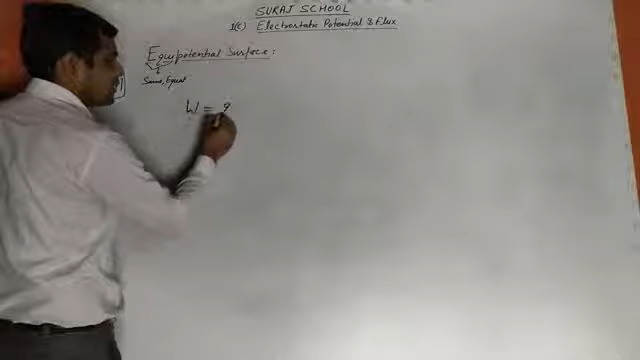 SURAJ SCHOOL
1(c) Electrostatic Potential & Flux
Equipotential Surface :
Same, Equal
W = q